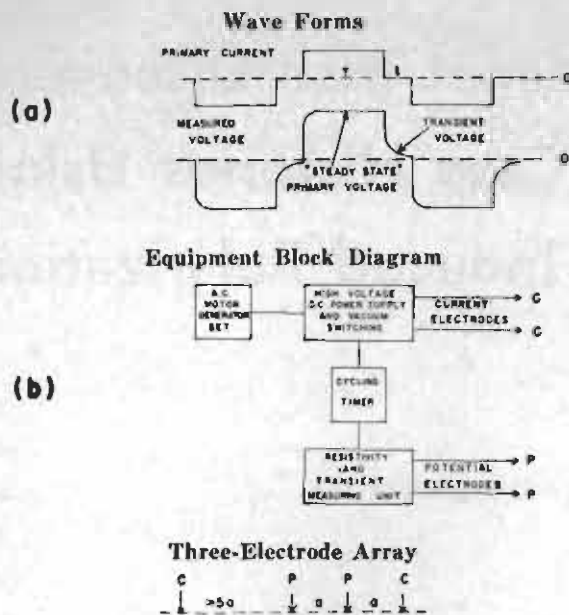 Wave Forms
PRIMARY CURRENT
T t
0
(a)
MEASURED
VOLTAGE
TRANSIENT
VOLTAGE
0
"STEADY STATE"
PRIMARY VOLTAGE
Equipment Block Diagram
A.C.
MOTOR
GENERATOR
SET
HIGH VOLTAGE
D.C. POWER SUPPLY
AND VACUUM
SWITCHING
CURRENT
ELECTRODES
C
C
(b)
CYCLING
TIMER
RESISTIVITY
AND
TRANSIENT
MEASURING UNIT
POTENTIAL
ELECTRODES
P
P
Three-Electrode Array
C P P C
>5a a a